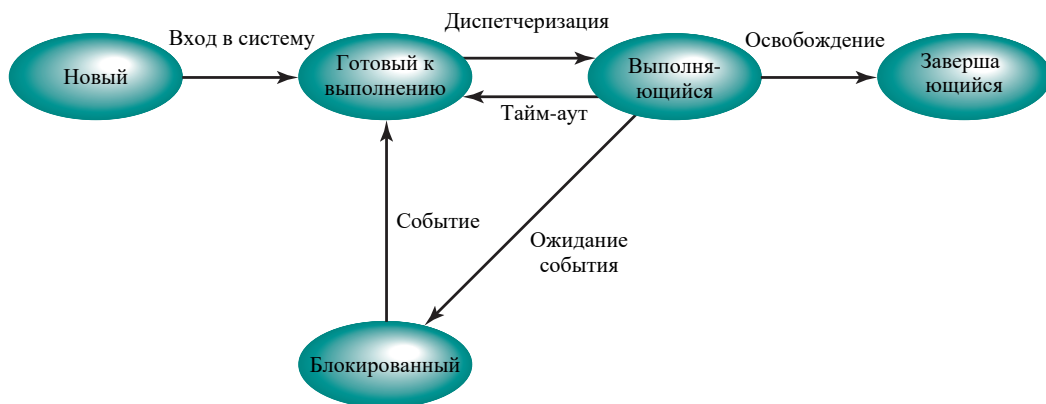 Диспетчеризация
Вход в систему
Освобождение
Новый
Готовый к
выполнению
Выполня-
ющийся
Заверша
ющийся
Тайм-аут
Событие
Ожидание
события
Блокированный